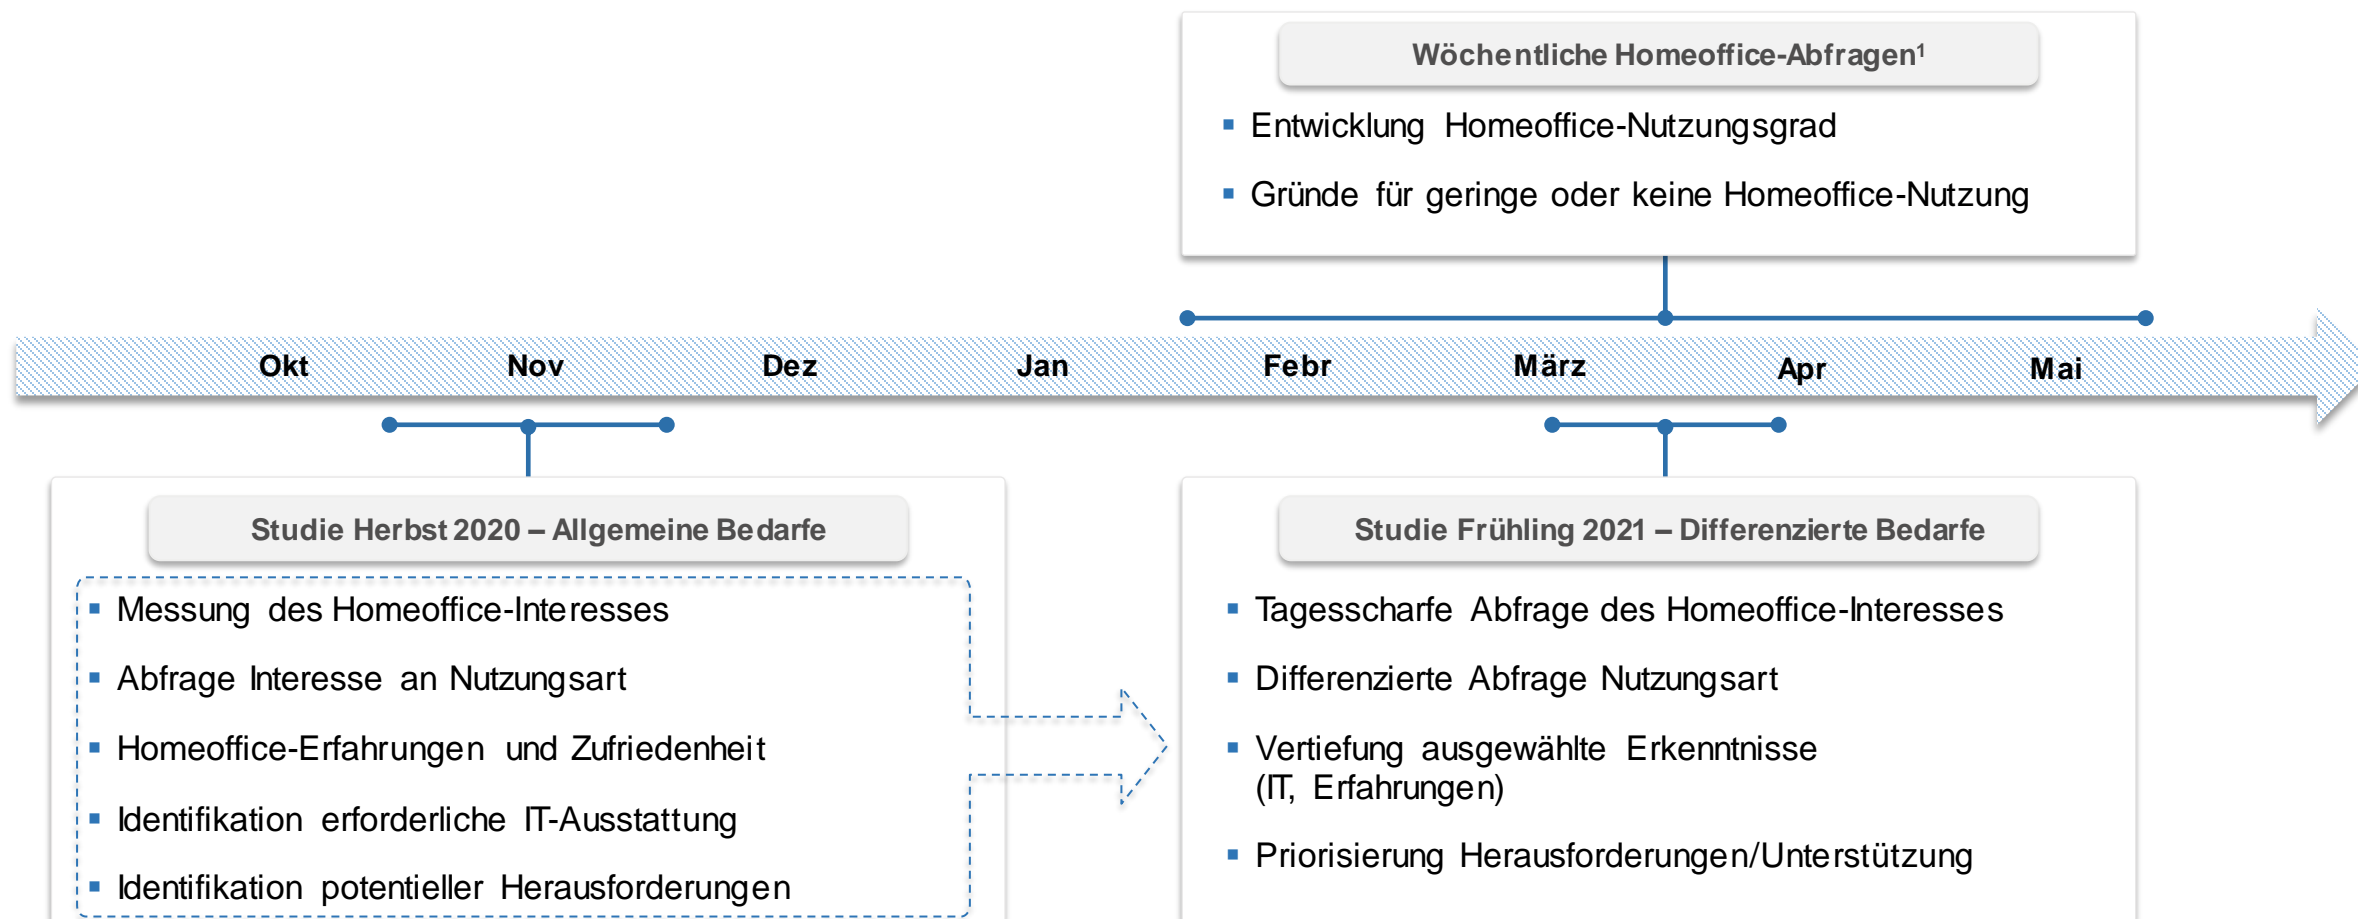 Wöchentliche Homeoffice-Abfragen¹
Entwicklung Homeoffice-Nutzungsgrad
Gründe für geringe oder keine Homeoffice-Nutzung
Okt Nov Dez Jan Febr März Apr Mai
Studie Herbst 2020 – Allgemeine Bedarfe
Messung des Homeoffice-Interesses
Abfrage Interesse an Nutzungsart
Homeoffice-Erfahrungen und Zufriedenheit
Identifikation erforderliche IT-Ausstattung
Identifikation potentieller Herausforderungen
Studie Frühling 2021 – Differenzierte Bedarfe
Tagesscharfe Abfrage des Homeoffice-Interesses
Differenzierte Abfrage Nutzungsart
Vertiefung ausgewählte Erkenntnisse
(IT, Erfahrungen)
Priorisierung Herausforderungen/Unterstützung